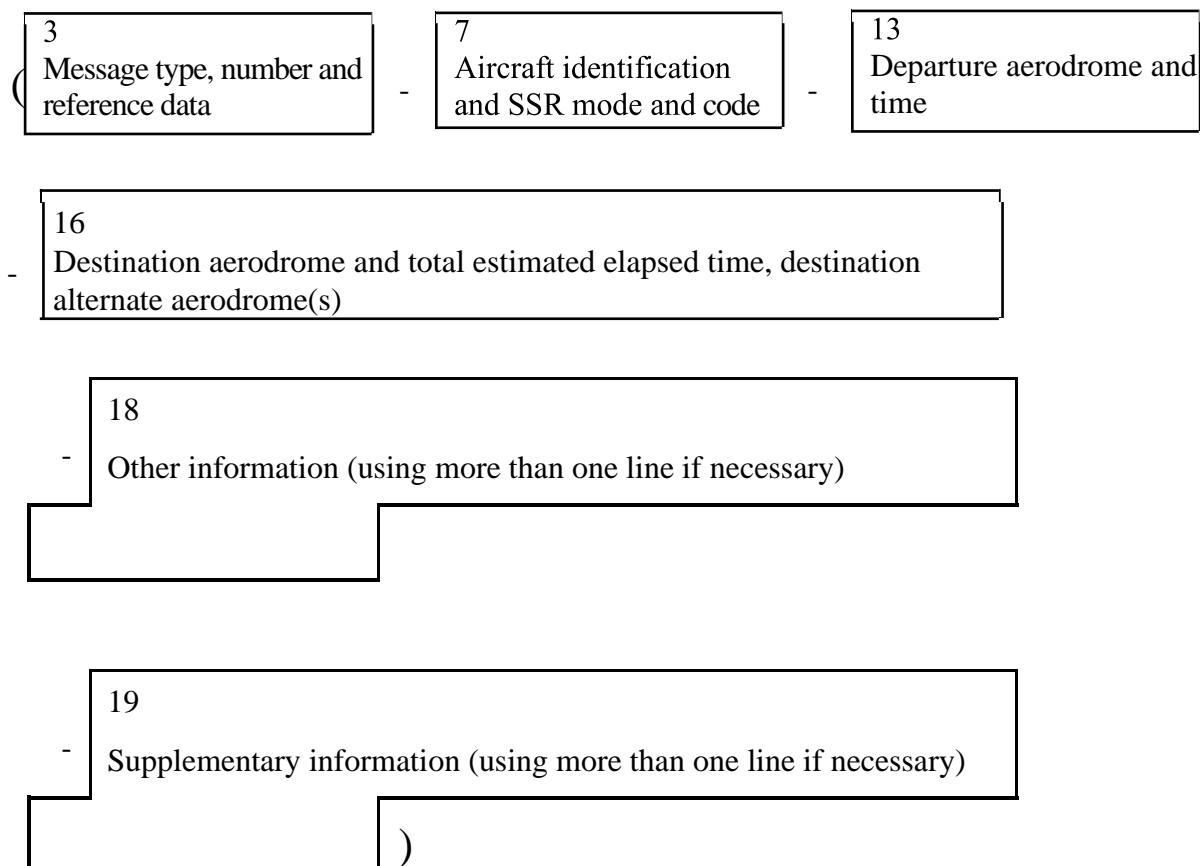 (
3
Message type, number and
reference data
-
7
Aircraft identification
and SSR mode and code
-
13
Departure aerodrome and
time
-
16
Destination aerodrome and total estimated elapsed time, destination
alternate aerodrome(s)
-
18
Other information (using more than one line if necessary)
-
19
Supplementary information (using more than one line if necessary)
)